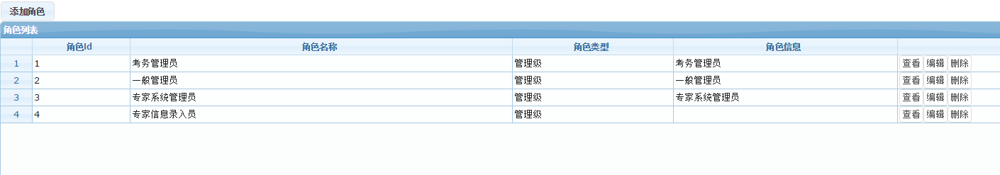 添加角色
角色列表
角色Id 角色名称 角色类型 角色信息
1 1 考务管理员 管理级 考务管理员 查看 编辑 删除
2 2 一般管理员 管理级 一般管理员 查看 编辑 删除
3 3 专家系统管理员 管理级 专家系统管理员 查看 编辑 删除
4 4 专家信息录入员 管理级 查看 编辑 删除